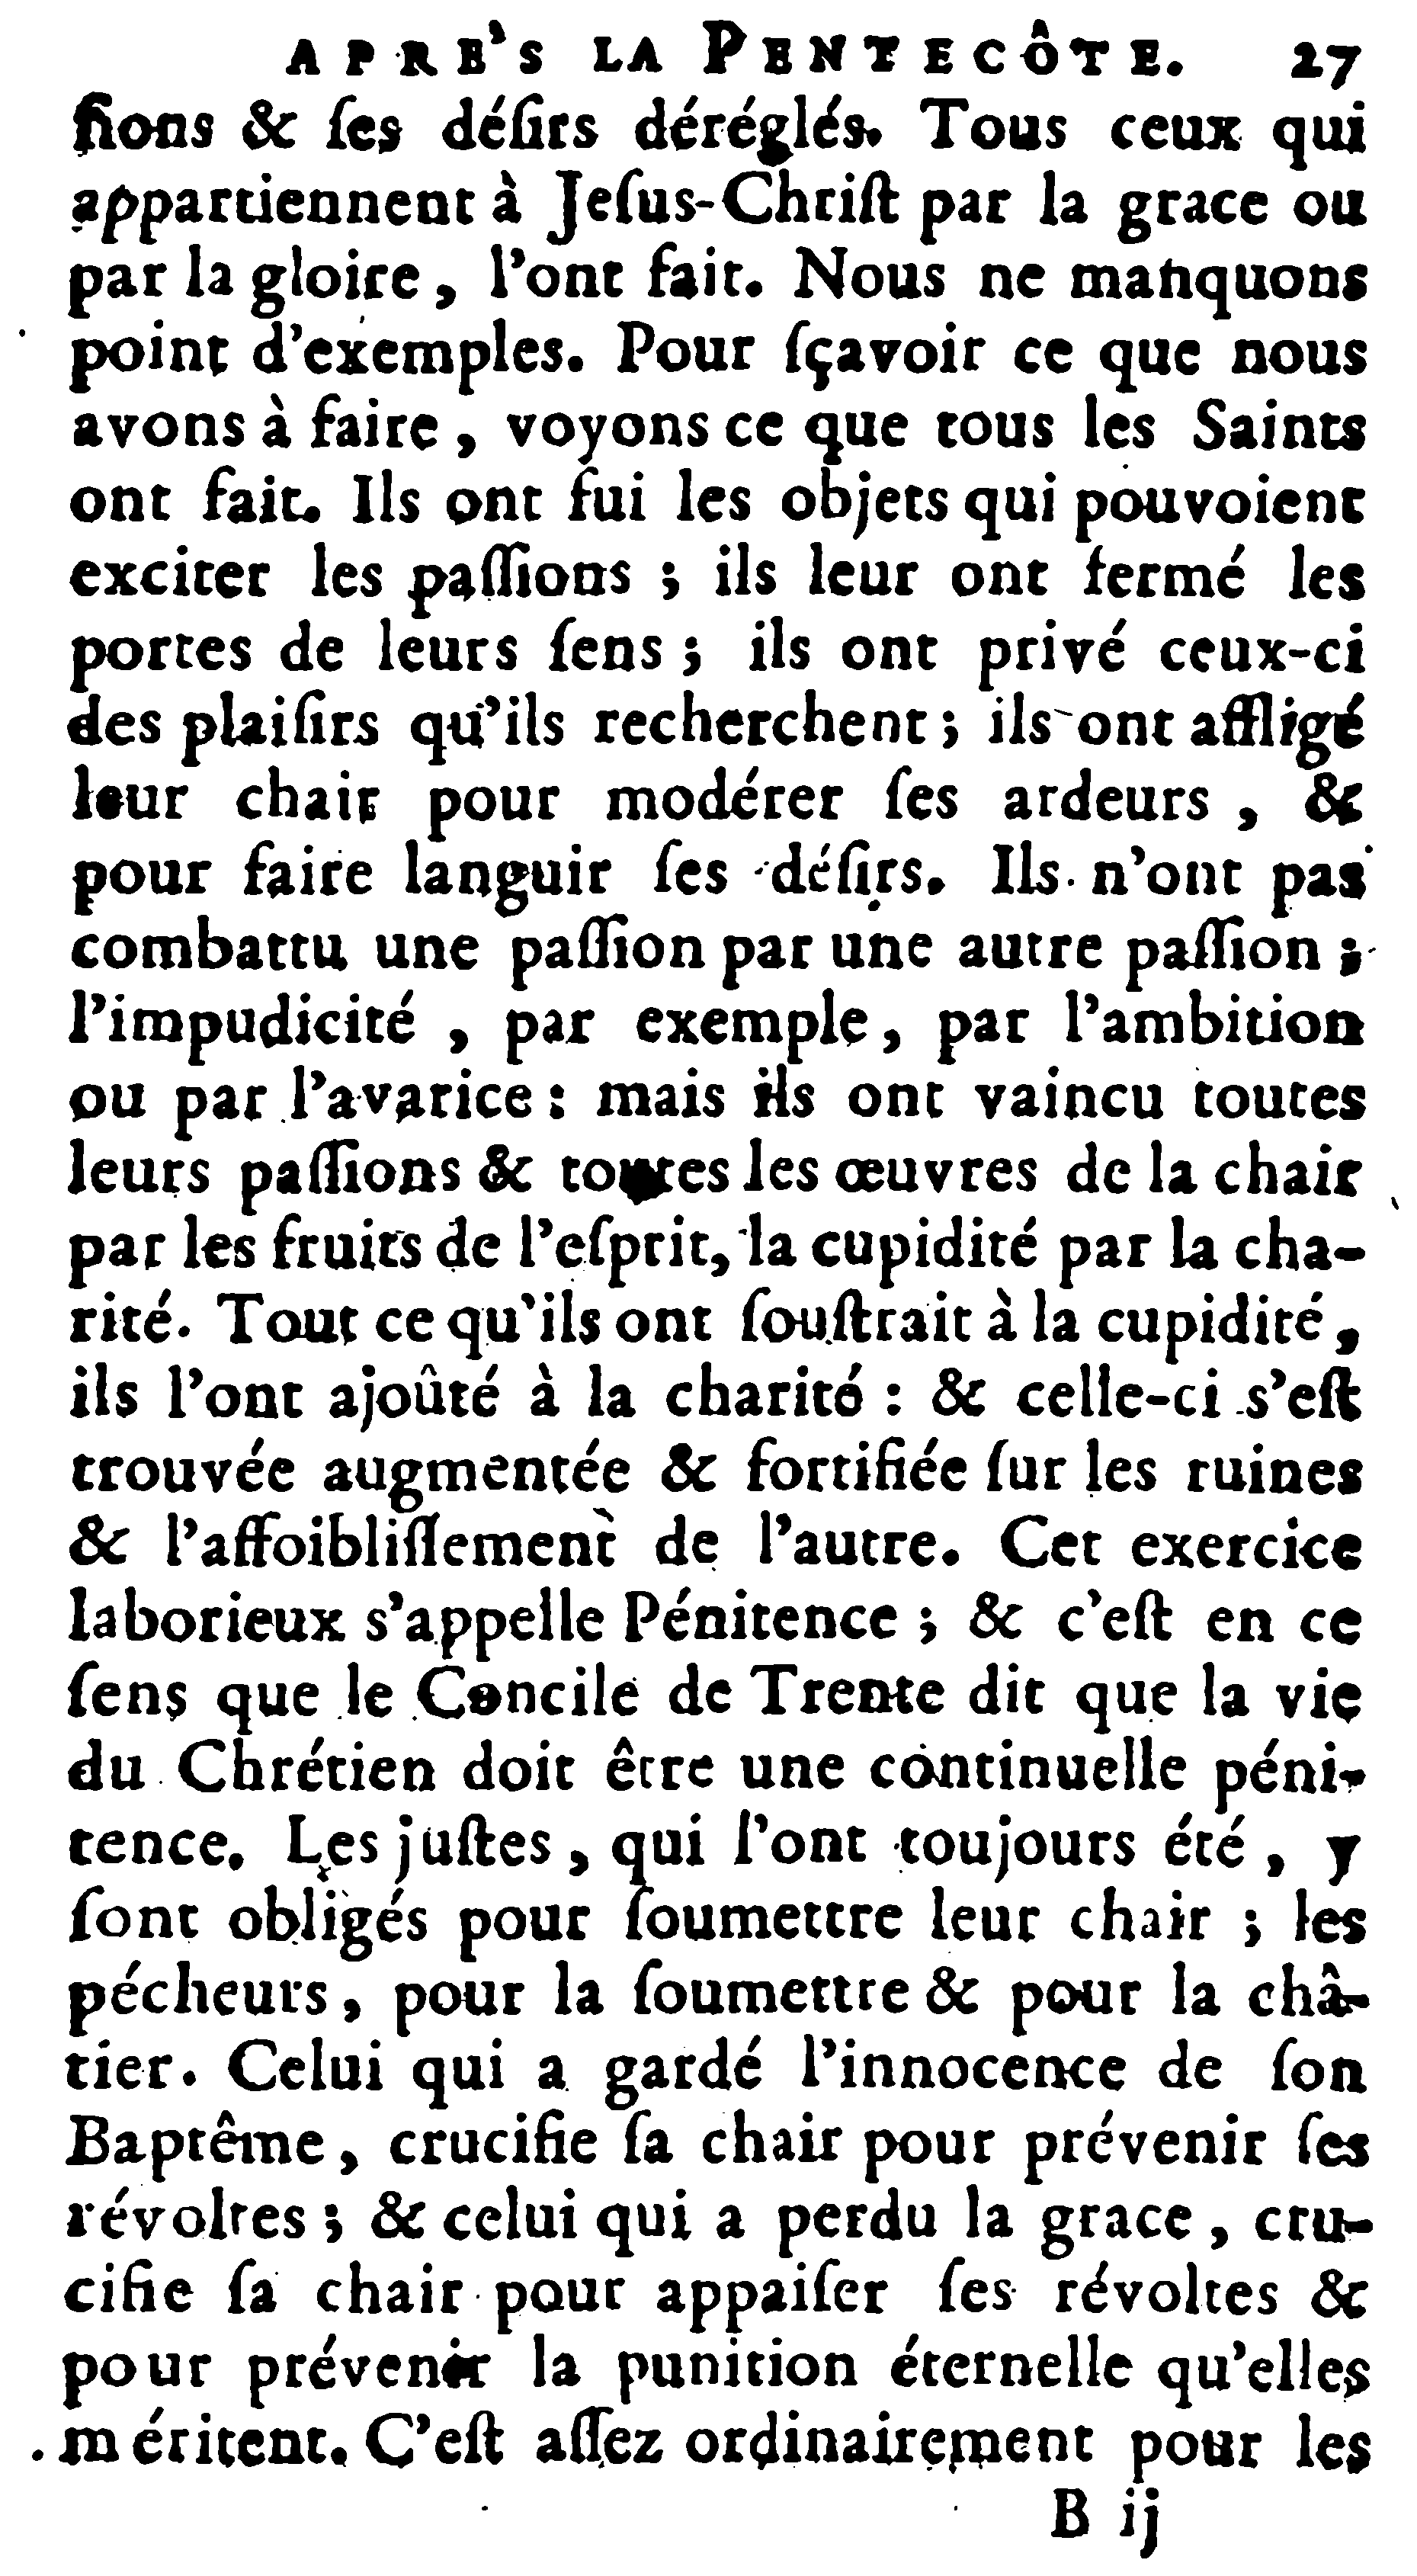 APRE'S LA PENTECÔTE. 27
ſions & ſes déſirs déréglés. Tous ceux qui
appartiennent à Jeſus-Chriſt par la grace ou
par la gloire, l'ont fait. Nous ne manquons
point d'exemples. Pour ſçavoir ce que nous
avons à faire, voyons ce que tous les Saints
ont fait. Ils ont fui les objets qui pouvoient
exciter les paſſions ; ils leur ont fermé les
portes de leurs ſens ; ils ont privé ceux-ci
des plaiſirs qu'ils recherchent ; ils ont affligé
leur chair pour modérer ſes ardeurs, &
pour faire languir ſes déſirs. Ils n'ont pas
combattu une paſſion par une autre paſſion ;
l'impudicité, par exemple, par l'ambition
ou par l'avarice : mais ils ont vaincu toutes
leurs paſſions & toutes les œuvres de la chair
par les fruits de l'eſprit, la cupidité par la cha-
rité. Tout ce qu'ils ont ſouſtrait à la cupidité,
ils l'ont ajoûté à la charité : & celle-ci s'eſt
trouvée augmentée & fortifiée ſur les ruines
& l'affoibliſſement de l'autre. Cet exercice
laborieux s'appelle Pénitence ; & c'eſt en ce
ſens que le Concile de Trente dit que la vie
du Chrétien doit être une continuelle péni-
tence. Les juſtes, qui l'ont toujours été, y
ſont obligés pour ſoumettre leur chair ; les
pécheurs, pour la ſoumettre & pour la châ-
tier. Celui qui a gardé l'innocence de ſon
Baptême, crucifie ſa chair pour prévenir ſes
révoltes ; & celui qui a perdu la grace, cru-
cifie ſa chair pour appaiſer ſes révoltes &
pour prévenir la punition éternelle qu'elles
méritent. C'eſt aſſez ordinairement pour les
B ij